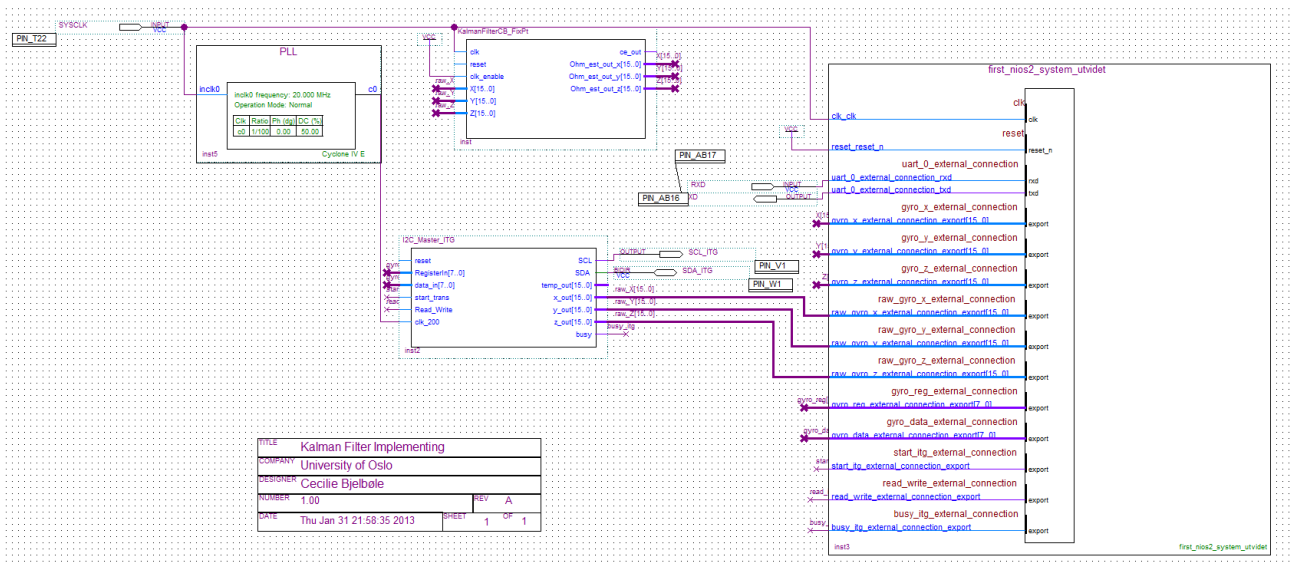 SYSCLK
INPUT
VCC
PIN_T22
PLL
inclk0
c0
inclk0 frequency: 20.000 MHz
Operation Mode: Normal
Clk Ratio Ph (dg) DC (%)
c0 1/100 0.00 50.00
inst5
Cyclone IV E
KalmanFilterCB_FixPt
VCC
clk
reset
clk_enable
X[15..0]
Y[15..0]
Z[15..0]
ce_out
Ohm_est_out_x[15..0]
Ohm_est_out_y[15..0]
Ohm_est_out_z[15..0]
X[15..0]
raw_X
inst
PIN_AB17
RXD
INPUT
VCC
PIN_AB16
XD
OUTPUT
VCC
I2C_Master_ITG
reset
RegisterIn[7..0]
data_in[7..0]
start_trans
Read_Write
clk_200
SCL
SDA
temp_out[15..0]
x_out[15..0]
y_out[15..0]
z_out[15..0]
busy
inst2
OUTPUT
SCL_ITG
VCC
SDA_ITG
PIN_V1
PIN_W1
raw_X[15..0]
raw_Y[15..0]
raw_Z[15..0]
busy_itg
first_nios2_system_utvidet
clk
clk_clk
clk
reset
reset_reset_n
reset_n
uart_0_external_connection
uart_0_external_connection_rxd
rxd
uart_0_external_connection_txd
txd
gyro_x_external_connection
gyro_x_external_connection_export[15..0]
export
gyro_y_external_connection
gyro_y_external_connection_export[15..0]
export
gyro_z_external_connection
gyro_z_external_connection_export[15..0]
export
raw_gyro_x_external_connection
raw_gyro_x_external_connection_export[15..0]
export
raw_gyro_y_external_connection
raw_gyro_y_external_connection_export[15..0]
export
raw_gyro_z_external_connection
raw_gyro_z_external_connection_export[15..0]
export
gyro_reg_external_connection
gyro_reg_external_connection_export[7..0]
export
gyro_data_external_connection
gyro_data_external_connection_export[7..0]
export
start_itg_external_connection
start_itg_external_connection_export
export
read_write_external_connection
read_write_external_connection_export
export
busy_itg_external_connection
busy_itg_external_connection_export
export
inst3
first_nios2_system_utvidet
TITLE Kalman Filter Implementing
COMPANY University of Oslo
DESIGNER Cecilie Bjelbøle
NUMBER 1.00 REV A
DATE Thu Jan 31 21:58:35 2013 SHEET 1 OF 1